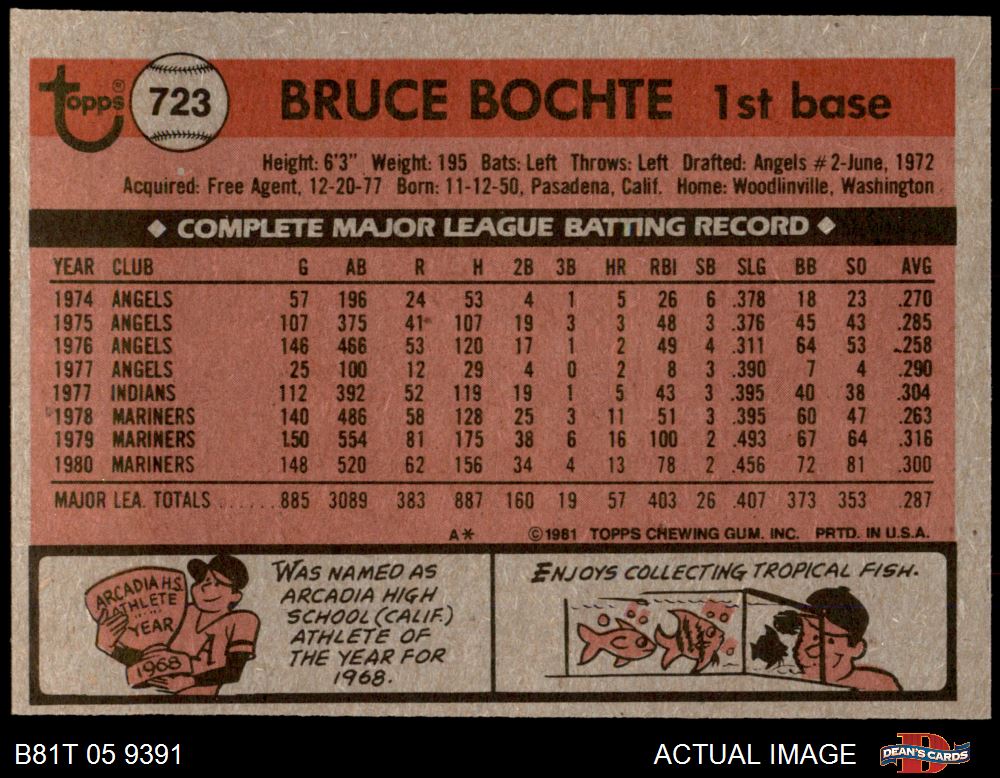 Topps® 723 BRUCE BOCHTE 1st base
Height: 6'3" Weight: 195 Bats: Left Throws: Left Drafted: Angels #2-June, 1972
Acquired: Free Agent, 12-20-77 Born: 11-12-50, Pasadena, Calif. Home: Woodlinville, Washington
◆ COMPLETE MAJOR LEAGUE BATTING RECORD ◆
YEAR CLUB G AB R H 2B 3B HR RBI SB SLG BB SO AVG
1974 ANGELS 57 196 24 53 4 1 5 26 6 .378 18 23 .270
1975 ANGELS 107 375 41 107 19 3 3 48 3 .376 45 43 .285
1976 ANGELS 146 466 53 120 17 1 2 49 4 .311 64 53 .258
1977 ANGELS 25 100 12 29 4 0 2 8 3 .390 7 4 .290
1977 INDIANS 112 392 52 119 19 1 5 43 3 .395 40 38 .304
1978 MARINERS 140 486 58 128 25 3 11 51 3 .395 60 47 .263
1979 MARINERS 150 554 81 175 38 6 16 100 2 .493 67 64 .316
1980 MARINERS 148 520 62 156 34 4 13 78 2 .456 72 81 .300
MAJOR LEA. TOTALS ...... 885 3089 383 887 160 19 57 403 26 .407 373 353 .287
A* ©1981 TOPPS CHEWING GUM. INC. PRTD. IN U.S.A.
ARCADIA H.S.
ATHLETE
YEAR
1968
A
WAS NAMED AS
ARCADIA HIGH
SCHOOL (CALIF.)
ATHLETE OF
THE YEAR FOR
1968.
ENJOYS COLLECTING TROPICAL FISH.
B81T 05 9391 ACTUAL IMAGE DEAN'S CARDS